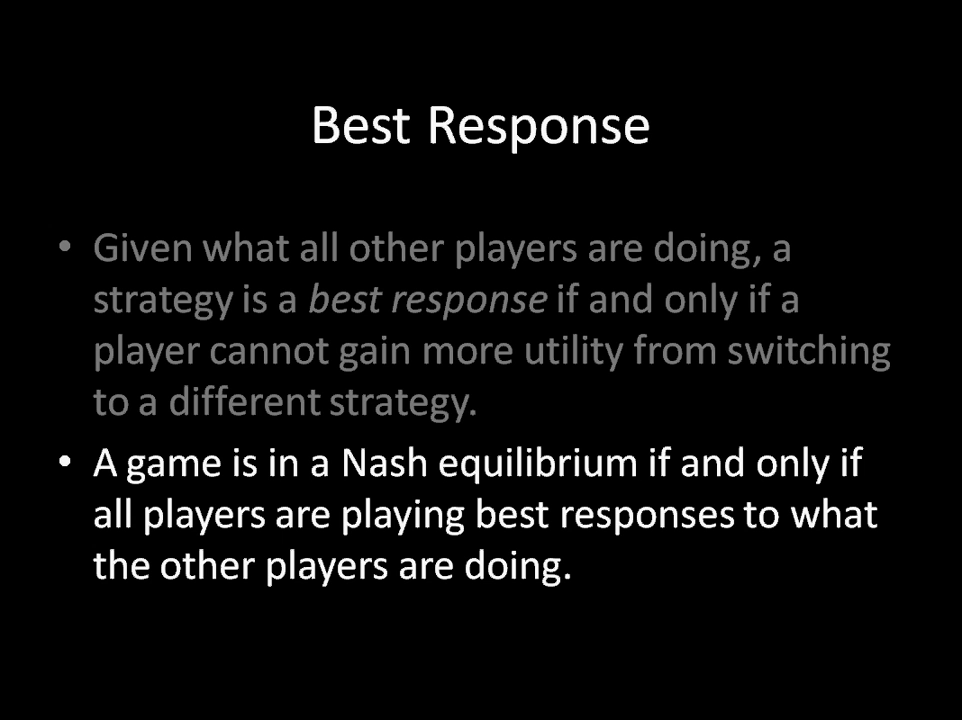 Best Response
• Given what all other players are doing, a
strategy is a best response if and only if a
player cannot gain more utility from switching
to a different strategy.
• A game is in a Nash equilibrium if and only if
all players are playing best responses to what
the other players are doing.